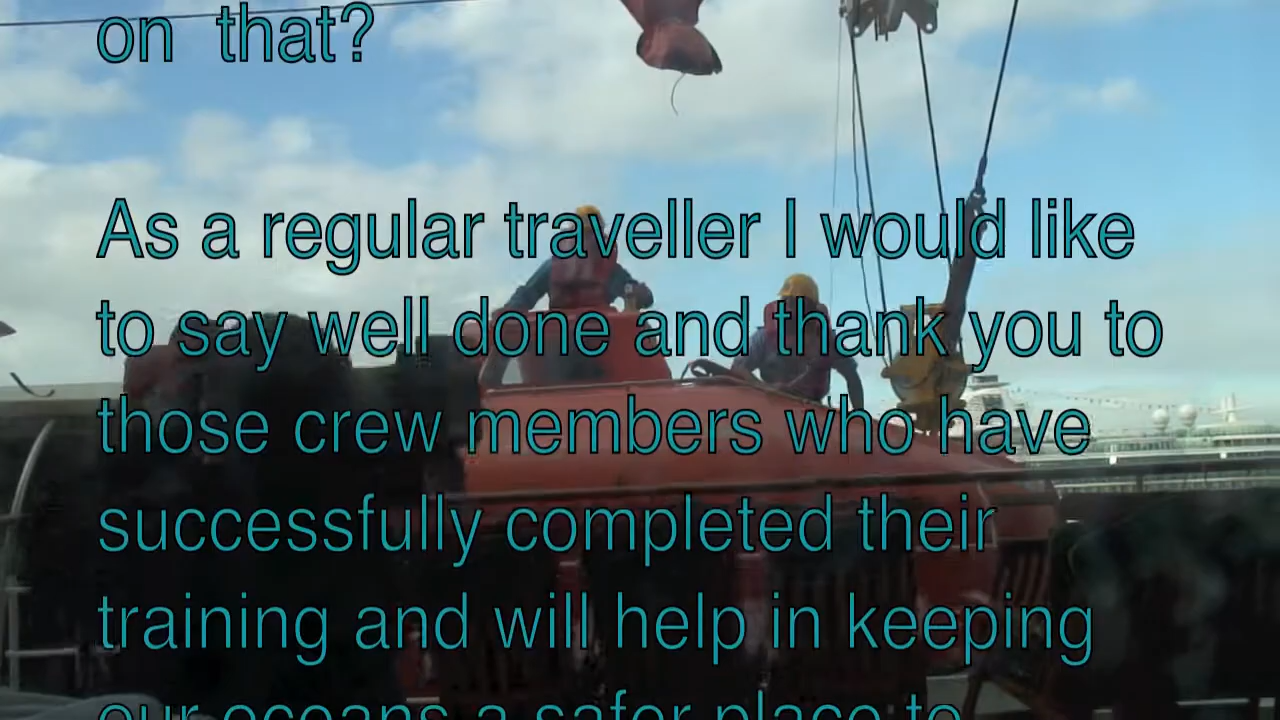 on that?
As a regular traveller I would like
to say well done and thank you to
those crew members who have
successfully completed their
training and will help in keeping
our oceans a safer place to